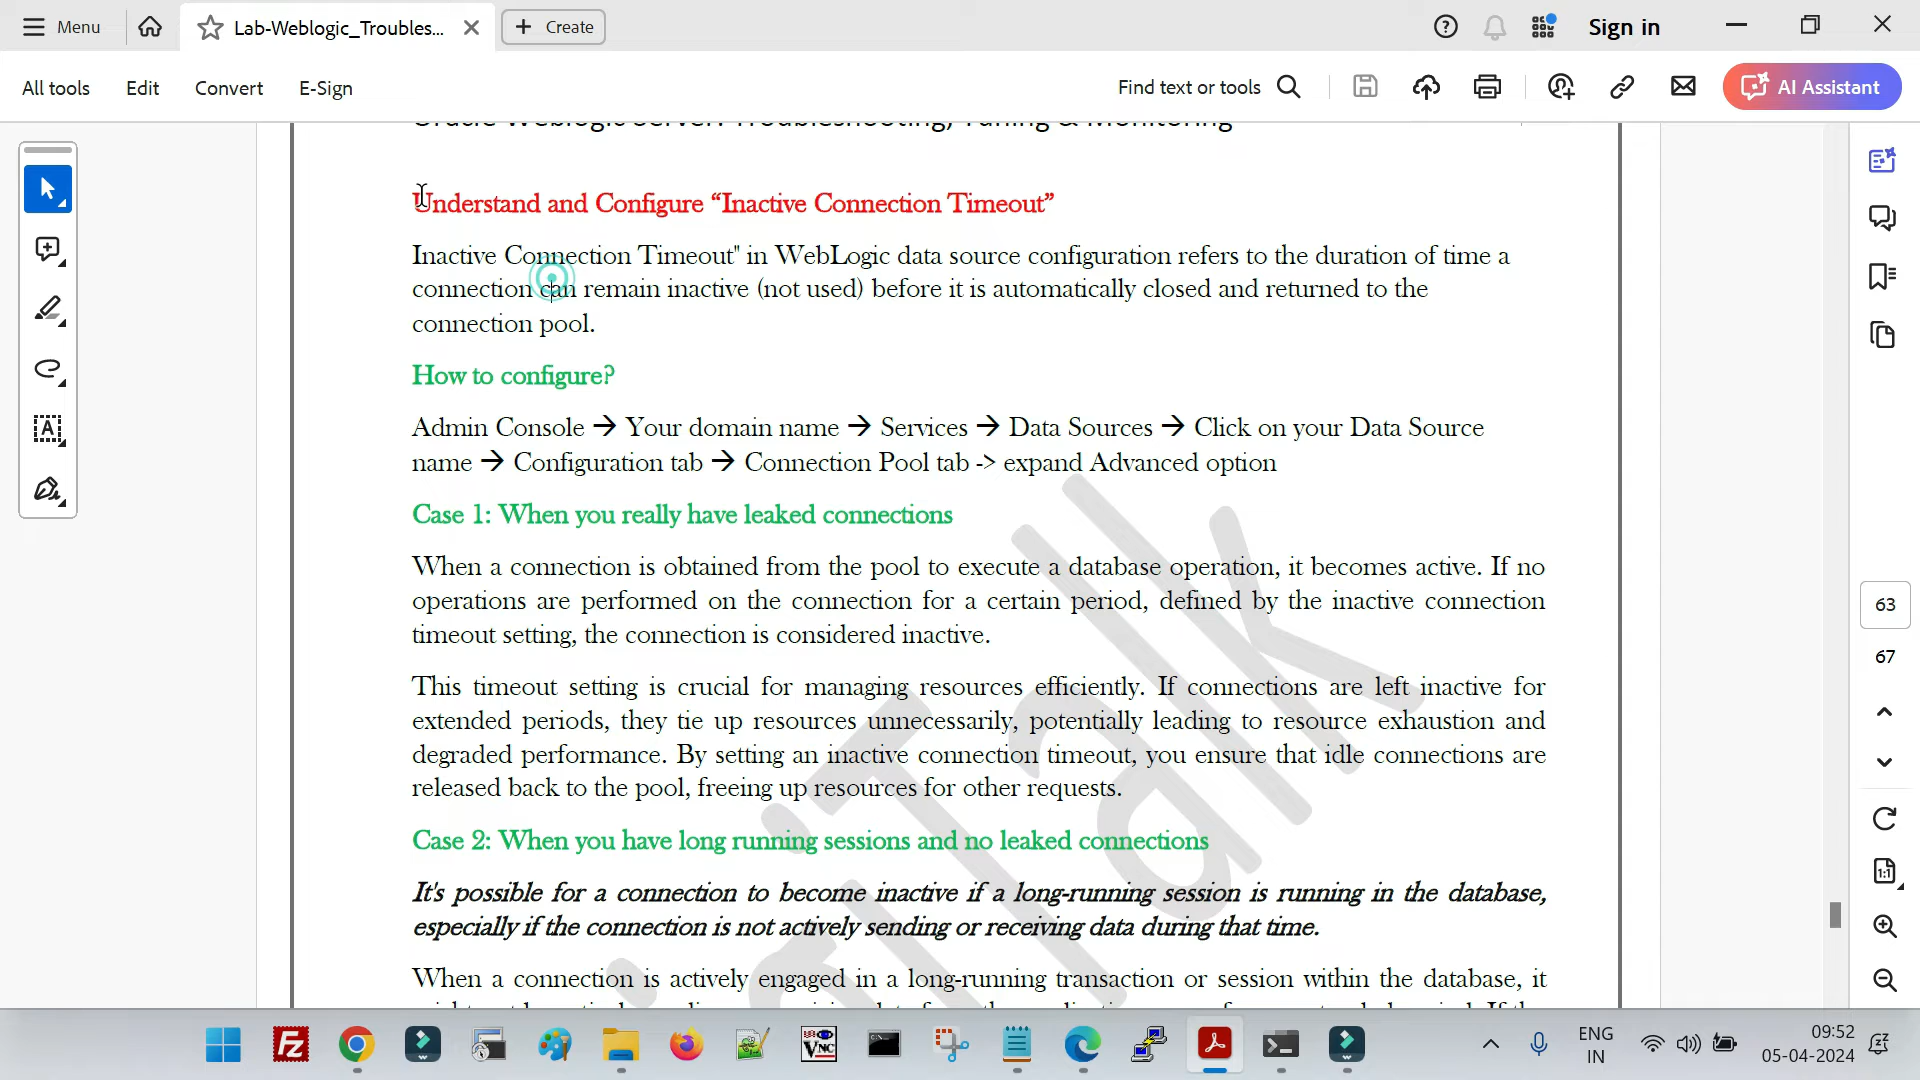 Menu
Lab-Weblogic_Troubles...
Create
Sign in
All tools
Edit
Convert
E-Sign
Find text or tools
AI Assistant
Oracle Weblogic Server: Troubleshooting, Tuning & Monitoring
Understand and Configure “Inactive Connection Timeout”
Inactive Connection Timeout" in WebLogic data source configuration refers to the duration of time a
connection can remain inactive (not used) before it is automatically closed and returned to the
connection pool.
How to configure?
Admin Console → Your domain name → Services → Data Sources → Click on your Data Source
name → Configuration tab → Connection Pool tab -> expand Advanced option
Case 1: When you really have leaked connections
When a connection is obtained from the pool to execute a database operation, it becomes active. If no
operations are performed on the connection for a certain period, defined by the inactive connection
timeout setting, the connection is considered inactive.
This timeout setting is crucial for managing resources efficiently. If connections are left inactive for
extended periods, they tie up resources unnecessarily, potentially leading to resource exhaustion and
degraded performance. By setting an inactive connection timeout, you ensure that idle connections are
released back to the pool, freeing up resources for other requests.
Case 2: When you have long running sessions and no leaked connections
It's possible for a connection to become inactive if a long-running session is running in the database,
especially if the connection is not actively sending or receiving data during that time.
When a connection is actively engaged in a long-running transaction or session within the database, it
63
67
1:1
ENG
IN
09:52
05-04-2024